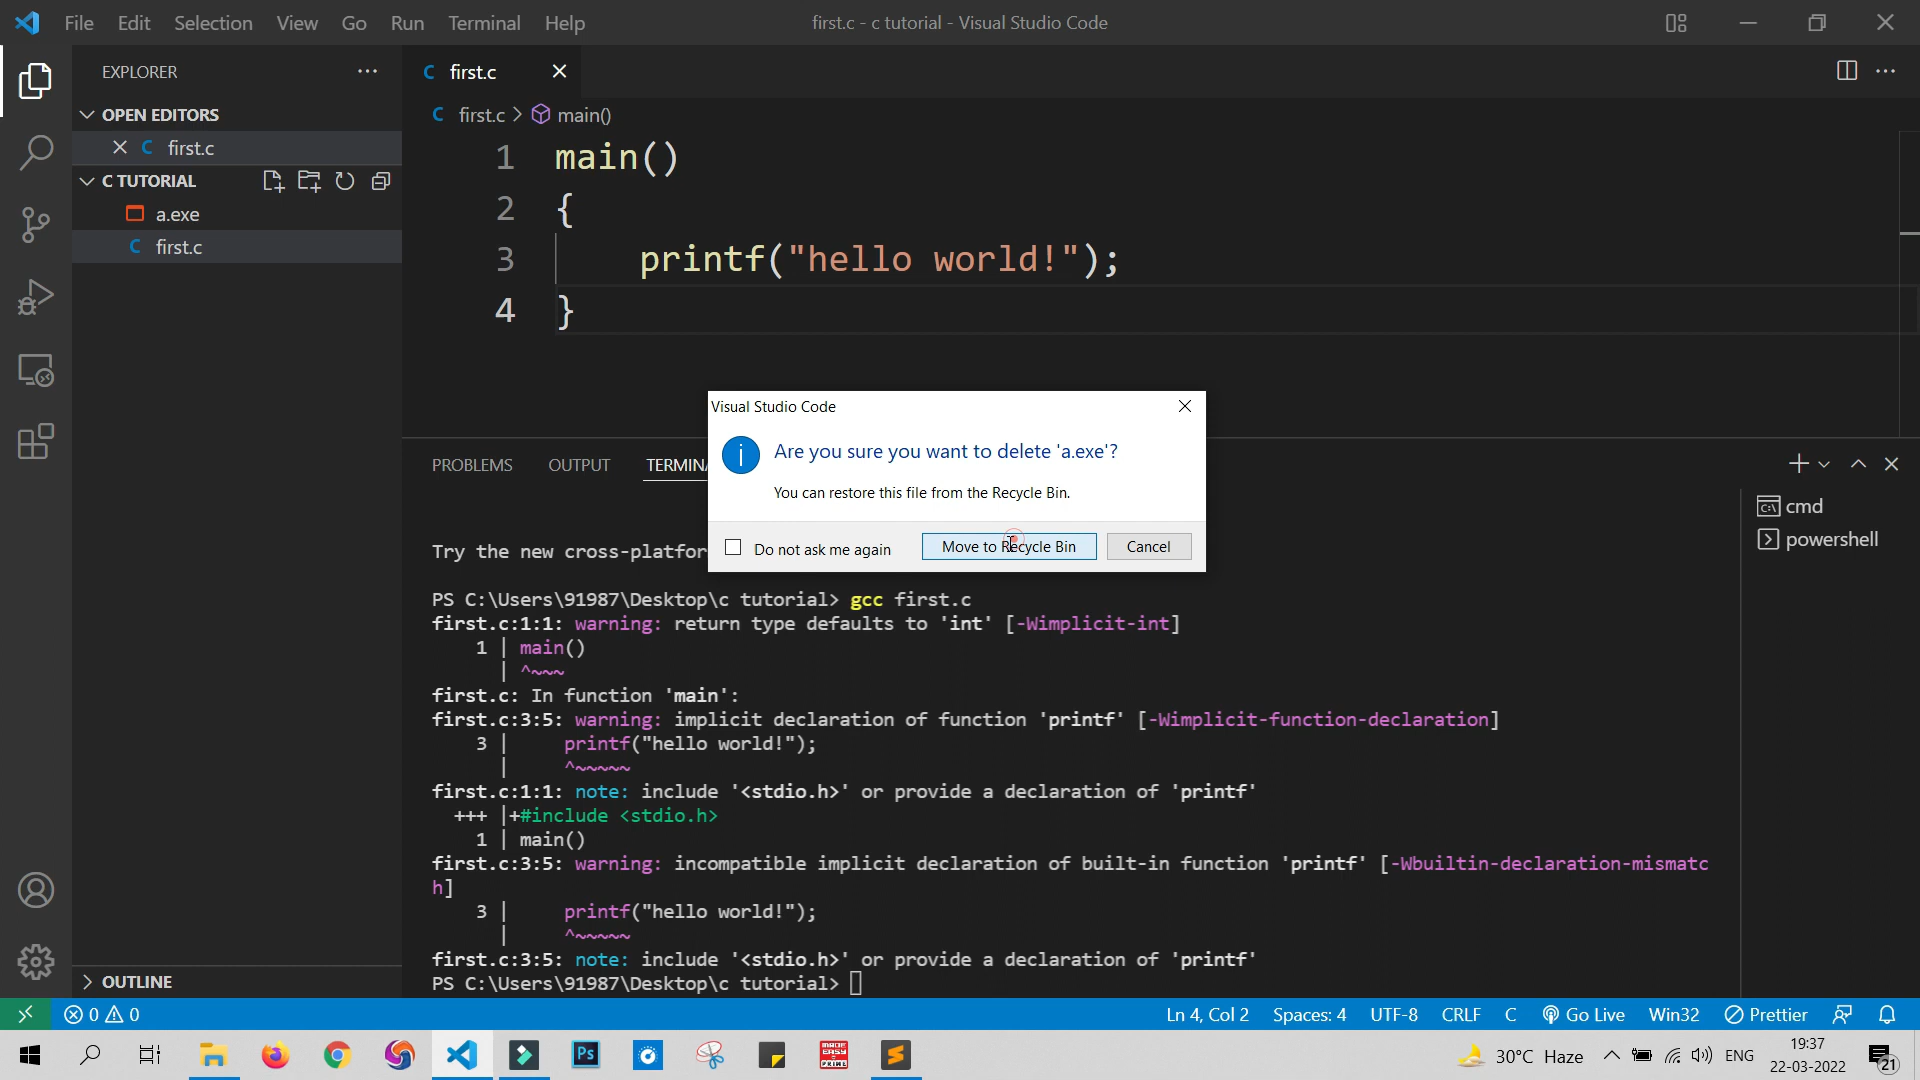 File Edit Selection View Go Run Terminal Help
first.c - c tutorial - Visual Studio Code
EXPLORER
OPEN EDITORS
C first.c
C TUTORIAL
a.exe
C first.c
OUTLINE
C first.c
C first.c > main()
1 main()
2 {
3 printf("hello world!");
4 }
Visual Studio Code
i
Are you sure you want to delete 'a.exe'?
You can restore this file from the Recycle Bin.
Do not ask me again
Move to Recycle Bin
Cancel
PROBLEMS OUTPUT TERMINA
cmd
powershell
Try the new cross-platfor
PS C:\Users\91987\Desktop\c tutorial> gcc first.c
first.c:1:1: warning: return type defaults to 'int' [-Wimplicit-int]
1 | main()
| ^~~~
first.c: In function 'main':
first.c:3:5: warning: implicit declaration of function 'printf' [-Wimplicit-function-declaration]
3 | printf("hello world!");
| ^~~~~~
first.c:1:1: note: include '<stdio.h>' or provide a declaration of 'printf'
+++ |+#include <stdio.h>
1 | main()
first.c:3:5: warning: incompatible implicit declaration of built-in function 'printf' [-Wbuiltin-declaration-mismatc
h]
3 | printf("hello world!");
| ^~~~~~
first.c:3:5: note: include '<stdio.h>' or provide a declaration of 'printf'
PS C:\Users\91987\Desktop\c tutorial>
0 0
Ln 4, Col 2 Spaces: 4 UTF-8 CRLF C Go Live Win32 Prettier
Ps
MADE EASY PRIME
30°C Haze
ENG
19:37
22-03-2022
21